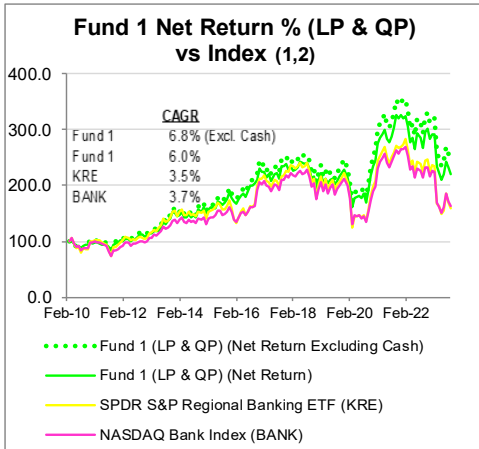 Fund 1 Net Return % (LP & QP)
vs Index (1,2)
400.0
300.0
200.0
100.0
0.0
CAGR
Fund 1 6.8% (Excl. Cash)
Fund 1 6.0%
KRE 3.5%
BANK 3.7%
Feb-10 Feb-12 Feb-14 Feb-16 Feb-18 Feb-20 Feb-22
Fund 1 (LP & QP) (Net Return Excluding Cash)
Fund 1 (LP & QP) (Net Return)
SPDR S&P Regional Banking ETF (KRE)
NASDAQ Bank Index (BANK)